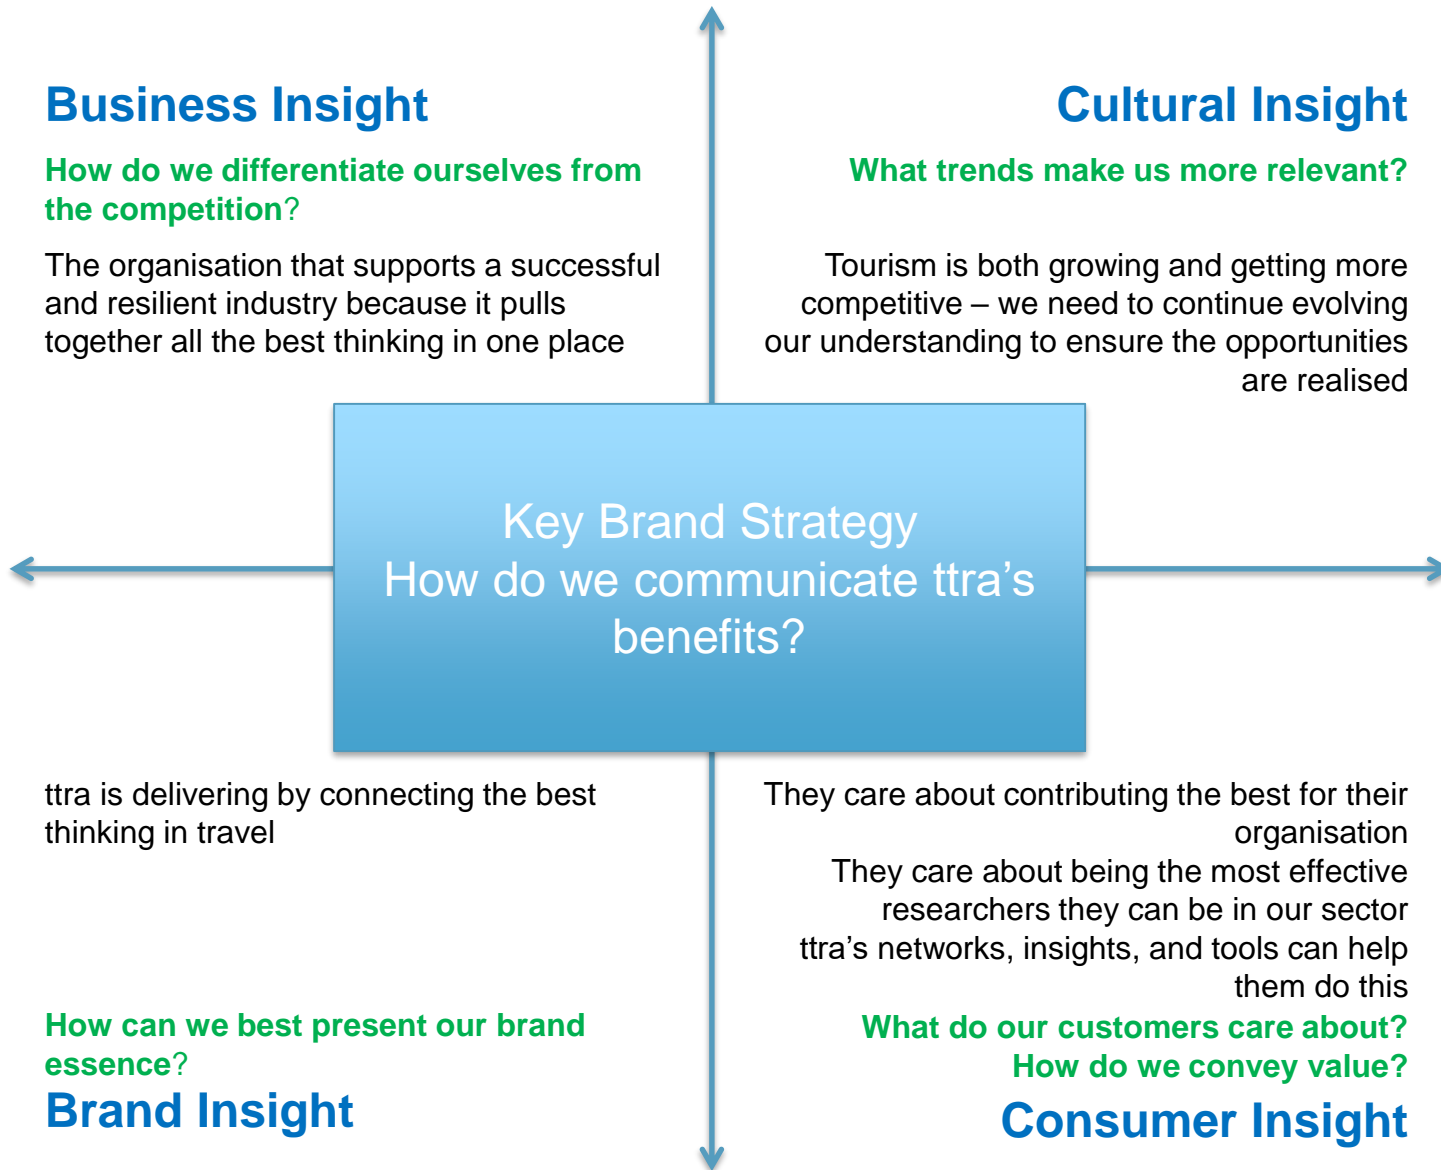 Business Insight
How do we differentiate ourselves from
the competition?
The organisation that supports a successful
and resilient industry because it pulls
together all the best thinking in one place
Cultural Insight
What trends make us more relevant?
Tourism is both growing and getting more
competitive – we need to continue evolving
our understanding to ensure the opportunities
are realised
Key Brand Strategy
How do we communicate ttra’s
benefits?
ttra is delivering by connecting the best
thinking in travel
How can we best present our brand
essence?
Brand Insight
They care about contributing the best for their
organisation
They care about being the most effective
researchers they can be in our sector
ttra’s networks, insights, and tools can help
them do this
What do our customers care about?
How do we convey value?
Consumer Insight